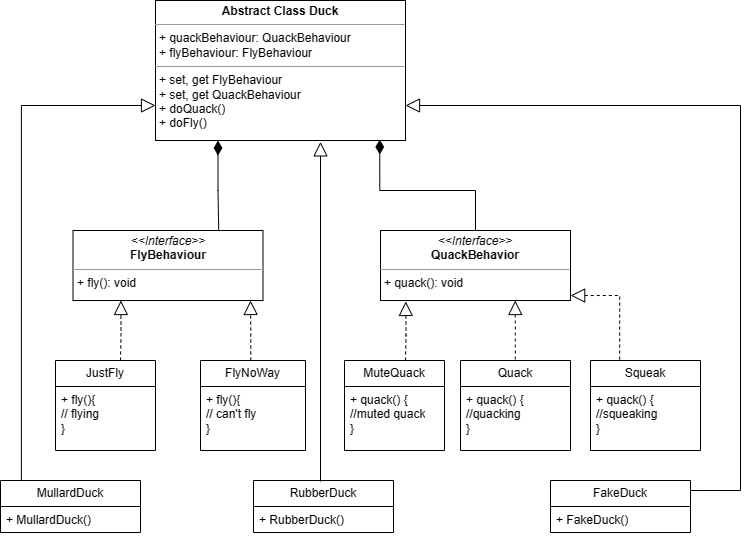 Abstract Class Duck
+ quackBehaviour: QuackBehaviour
+ flyBehaviour: FlyBehaviour
+ set, get FlyBehaviour
+ set, get QuackBehaviour
+ doQuack()
+ doFly()
<<Interface>>
FlyBehaviour
+ fly(): void
<<Interface>>
QuackBehavior
+ quack(): void
JustFly
+ fly(){
// flying
}
FlyNoWay
+ fly(){
// can't fly
}
MuteQuack
+ quack() {
//muted quack
}
Quack
+ quack() {
//quacking
}
Squeak
+ quack() {
//squeaking
}
MullardDuck
+ MullardDuck()
RubberDuck
+ RubberDuck()
FakeDuck
+ FakeDuck()